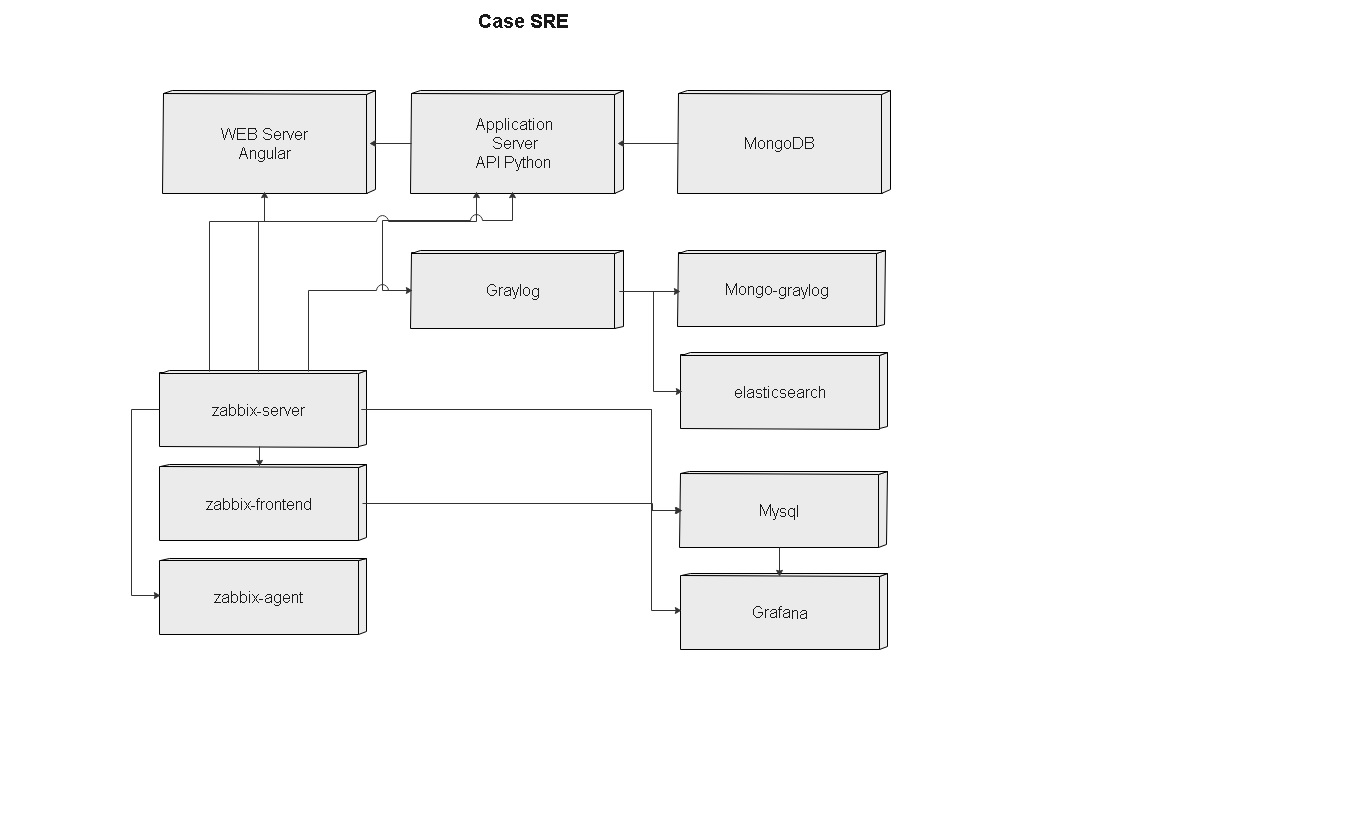 Case SRE
WEB Server
Angular
Application
Server
API Python
MongoDB
Graylog
Mongo-graylog
elasticsearch
zabbix-server
zabbix-frontend
Mysql
zabbix-agent
Grafana